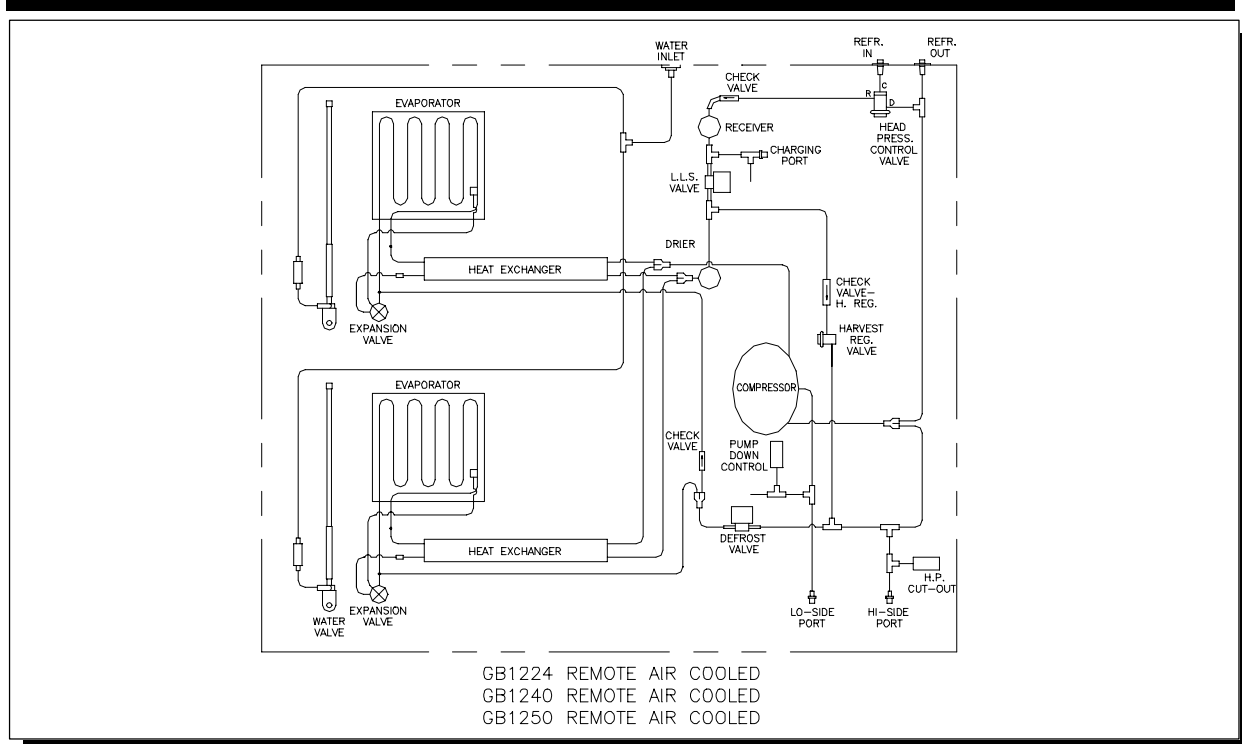 WATER
INLET
REFR.
IN
REFR.
OUT
CHECK
VALVE
R
C
D
EVAPORATOR
RECEIVER
HEAD
PRESS.
CONTROL
VALVE
CHARGING
PORT
L.L.S.
VALVE
DRIER
HEAT EXCHANGER
CHECK
VALVE–
H. REG.
EXPANSION
VALVE
HARVEST
REG.
VALVE
EVAPORATOR
COMPRESSOR
CHECK
VALVE
PUMP
DOWN
CONTROL
DEFROST
VALVE
HEAT EXCHANGER
H.P.
CUT–OUT
EXPANSION
VALVE
WATER
VALVE
LO–SIDE
PORT
HI–SIDE
PORT
GB1224 REMOTE AIR COOLED
GB1240 REMOTE AIR COOLED
GB1250 REMOTE AIR COOLED